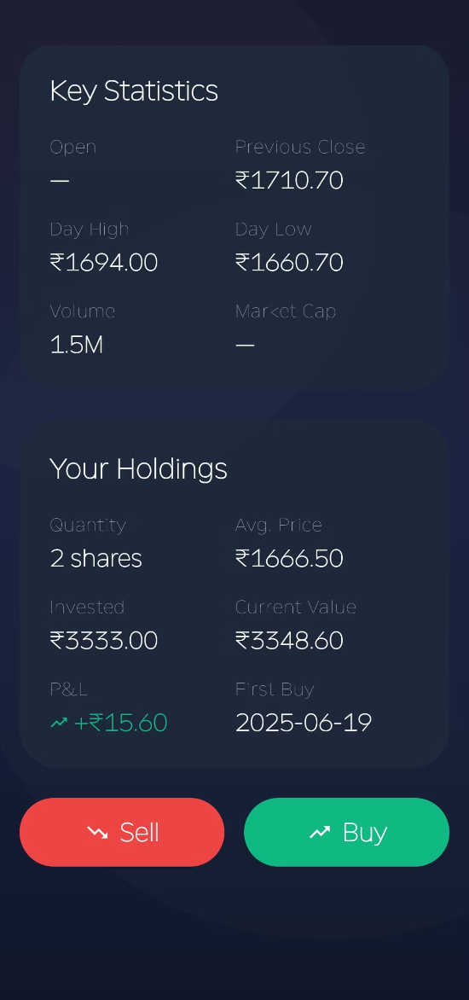 Key Statistics
Open Previous Close
— ₹1710.70
Day High Day Low
₹1694.00 ₹1660.70
Volume Market Cap
1.5M —
Your Holdings
Quantity Avg. Price
2 shares ₹1666.50
Invested Current Value
₹3333.00 ₹3348.60
P&L First Buy
+₹15.60 2025-06-19
Sell Buy